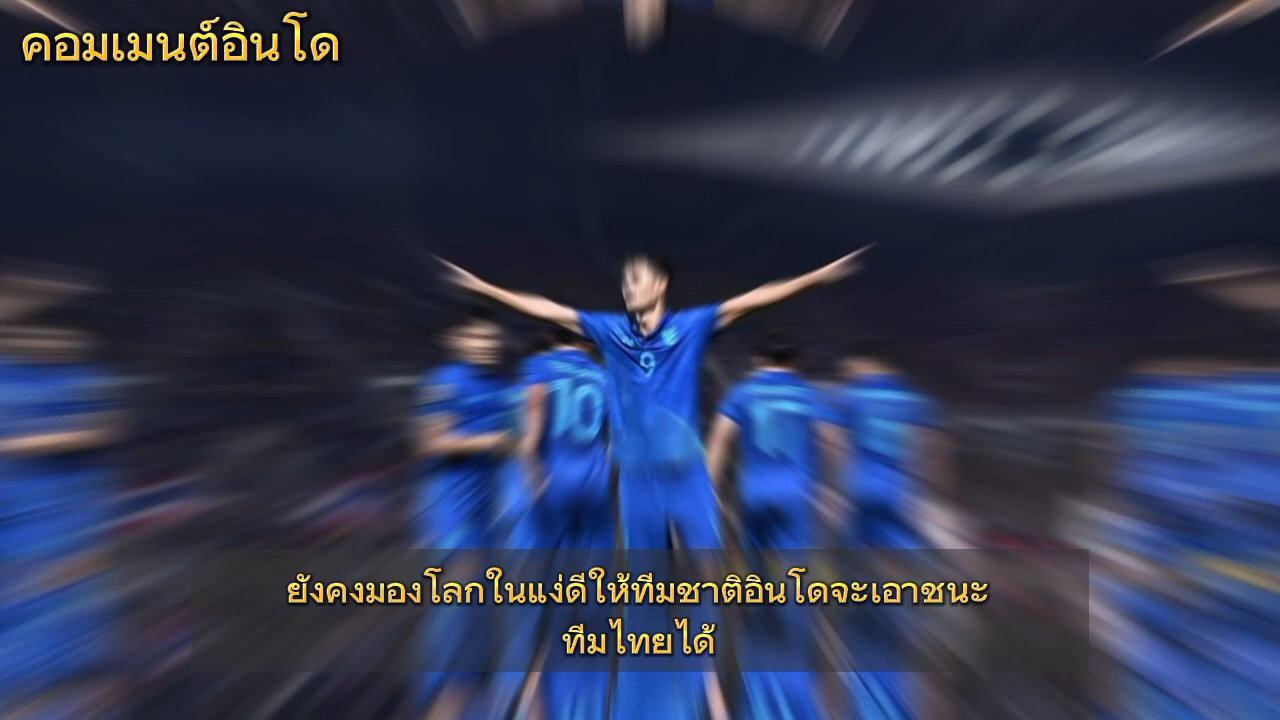 คอมเมนต์อินโด
9
10
ยังคงมองโลกในแง่ดีให้ทีมชาติอินโดจะเอาชนะ
ทีมไทยได้